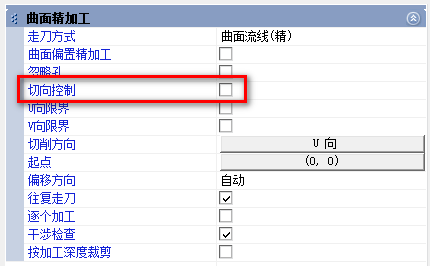 曲面精加工
走刀方式 曲面流线(精)
曲面偏置精加工
忽略孔
切向控制
U向限界
V向限界
切削方向 U 向
起点 (0, 0)
偏移方向 自动
往复走刀
逐个加工
干涉检查
按加工深度裁剪